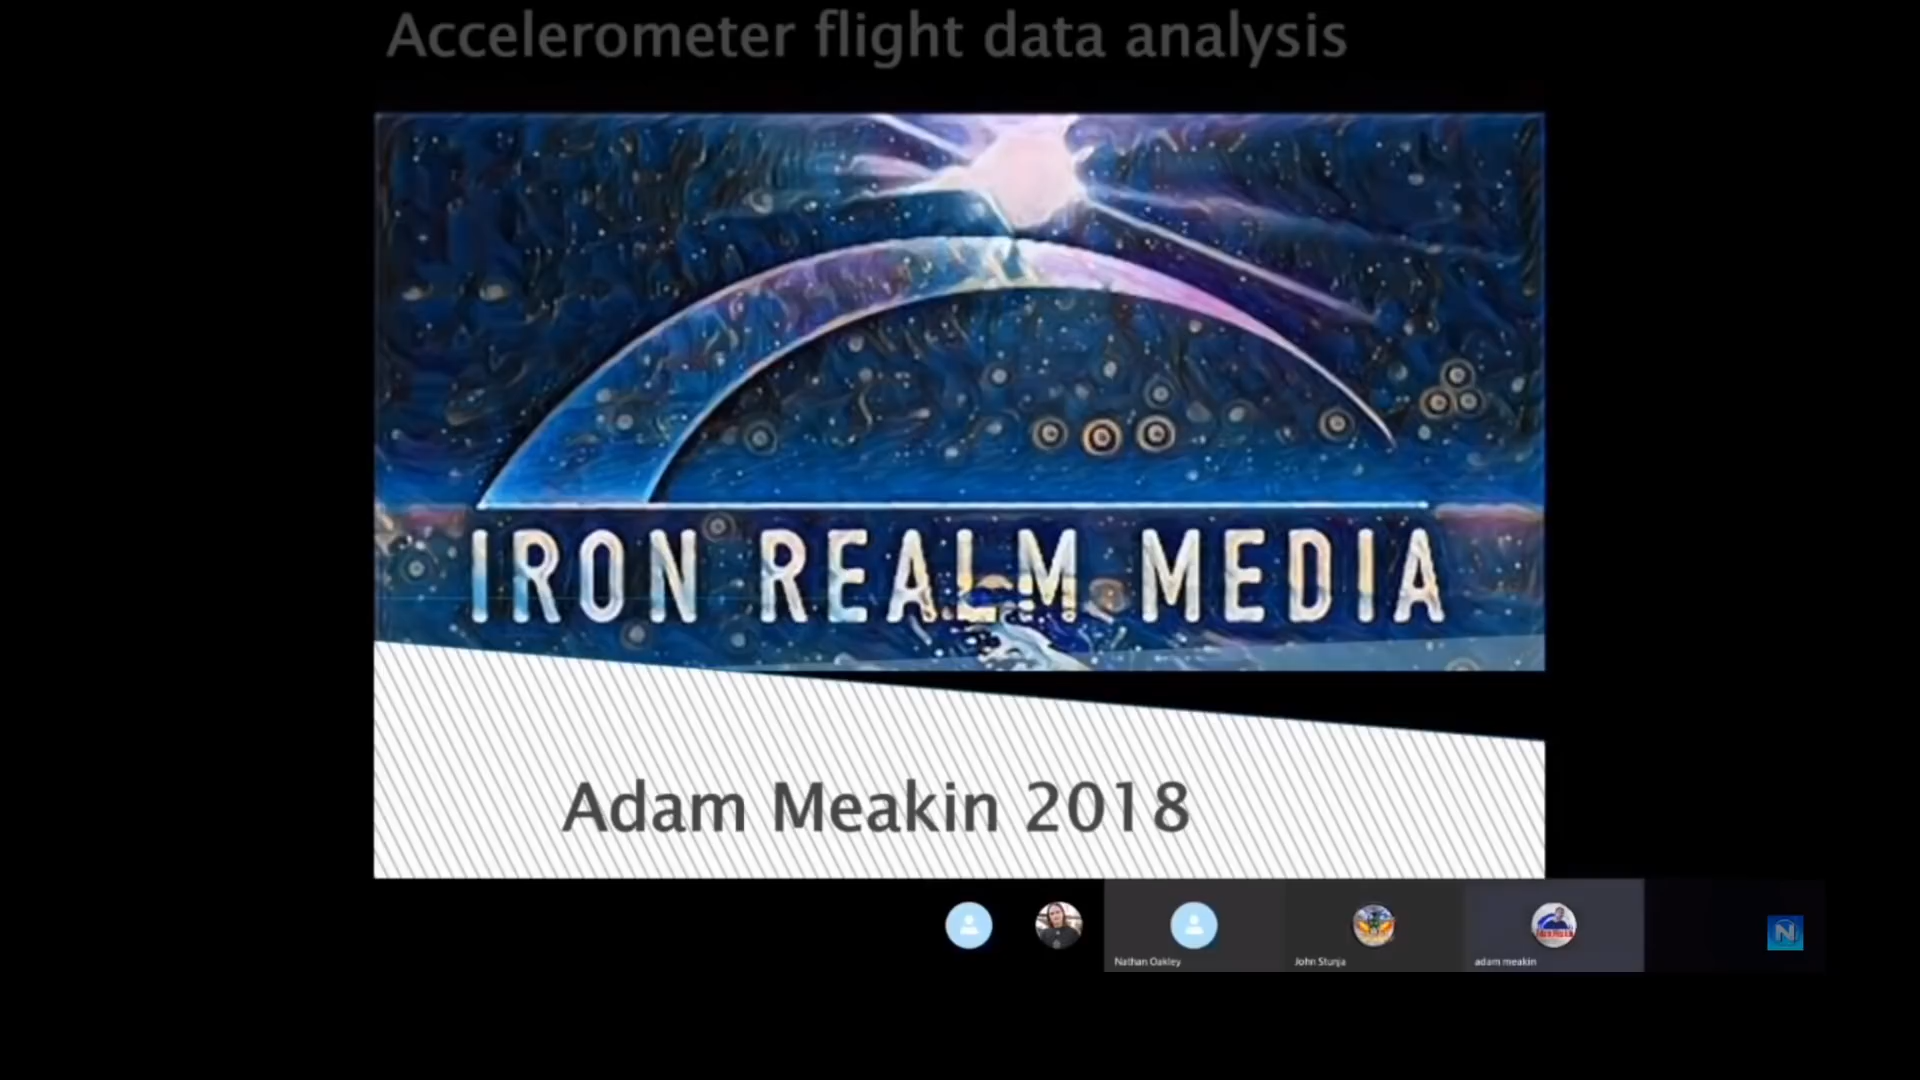 Accelerometer flight data analysis
IRON REALM MEDIA
Adam Meakin 2018
Nathan Oakley
John Stunja
adam meakin
N